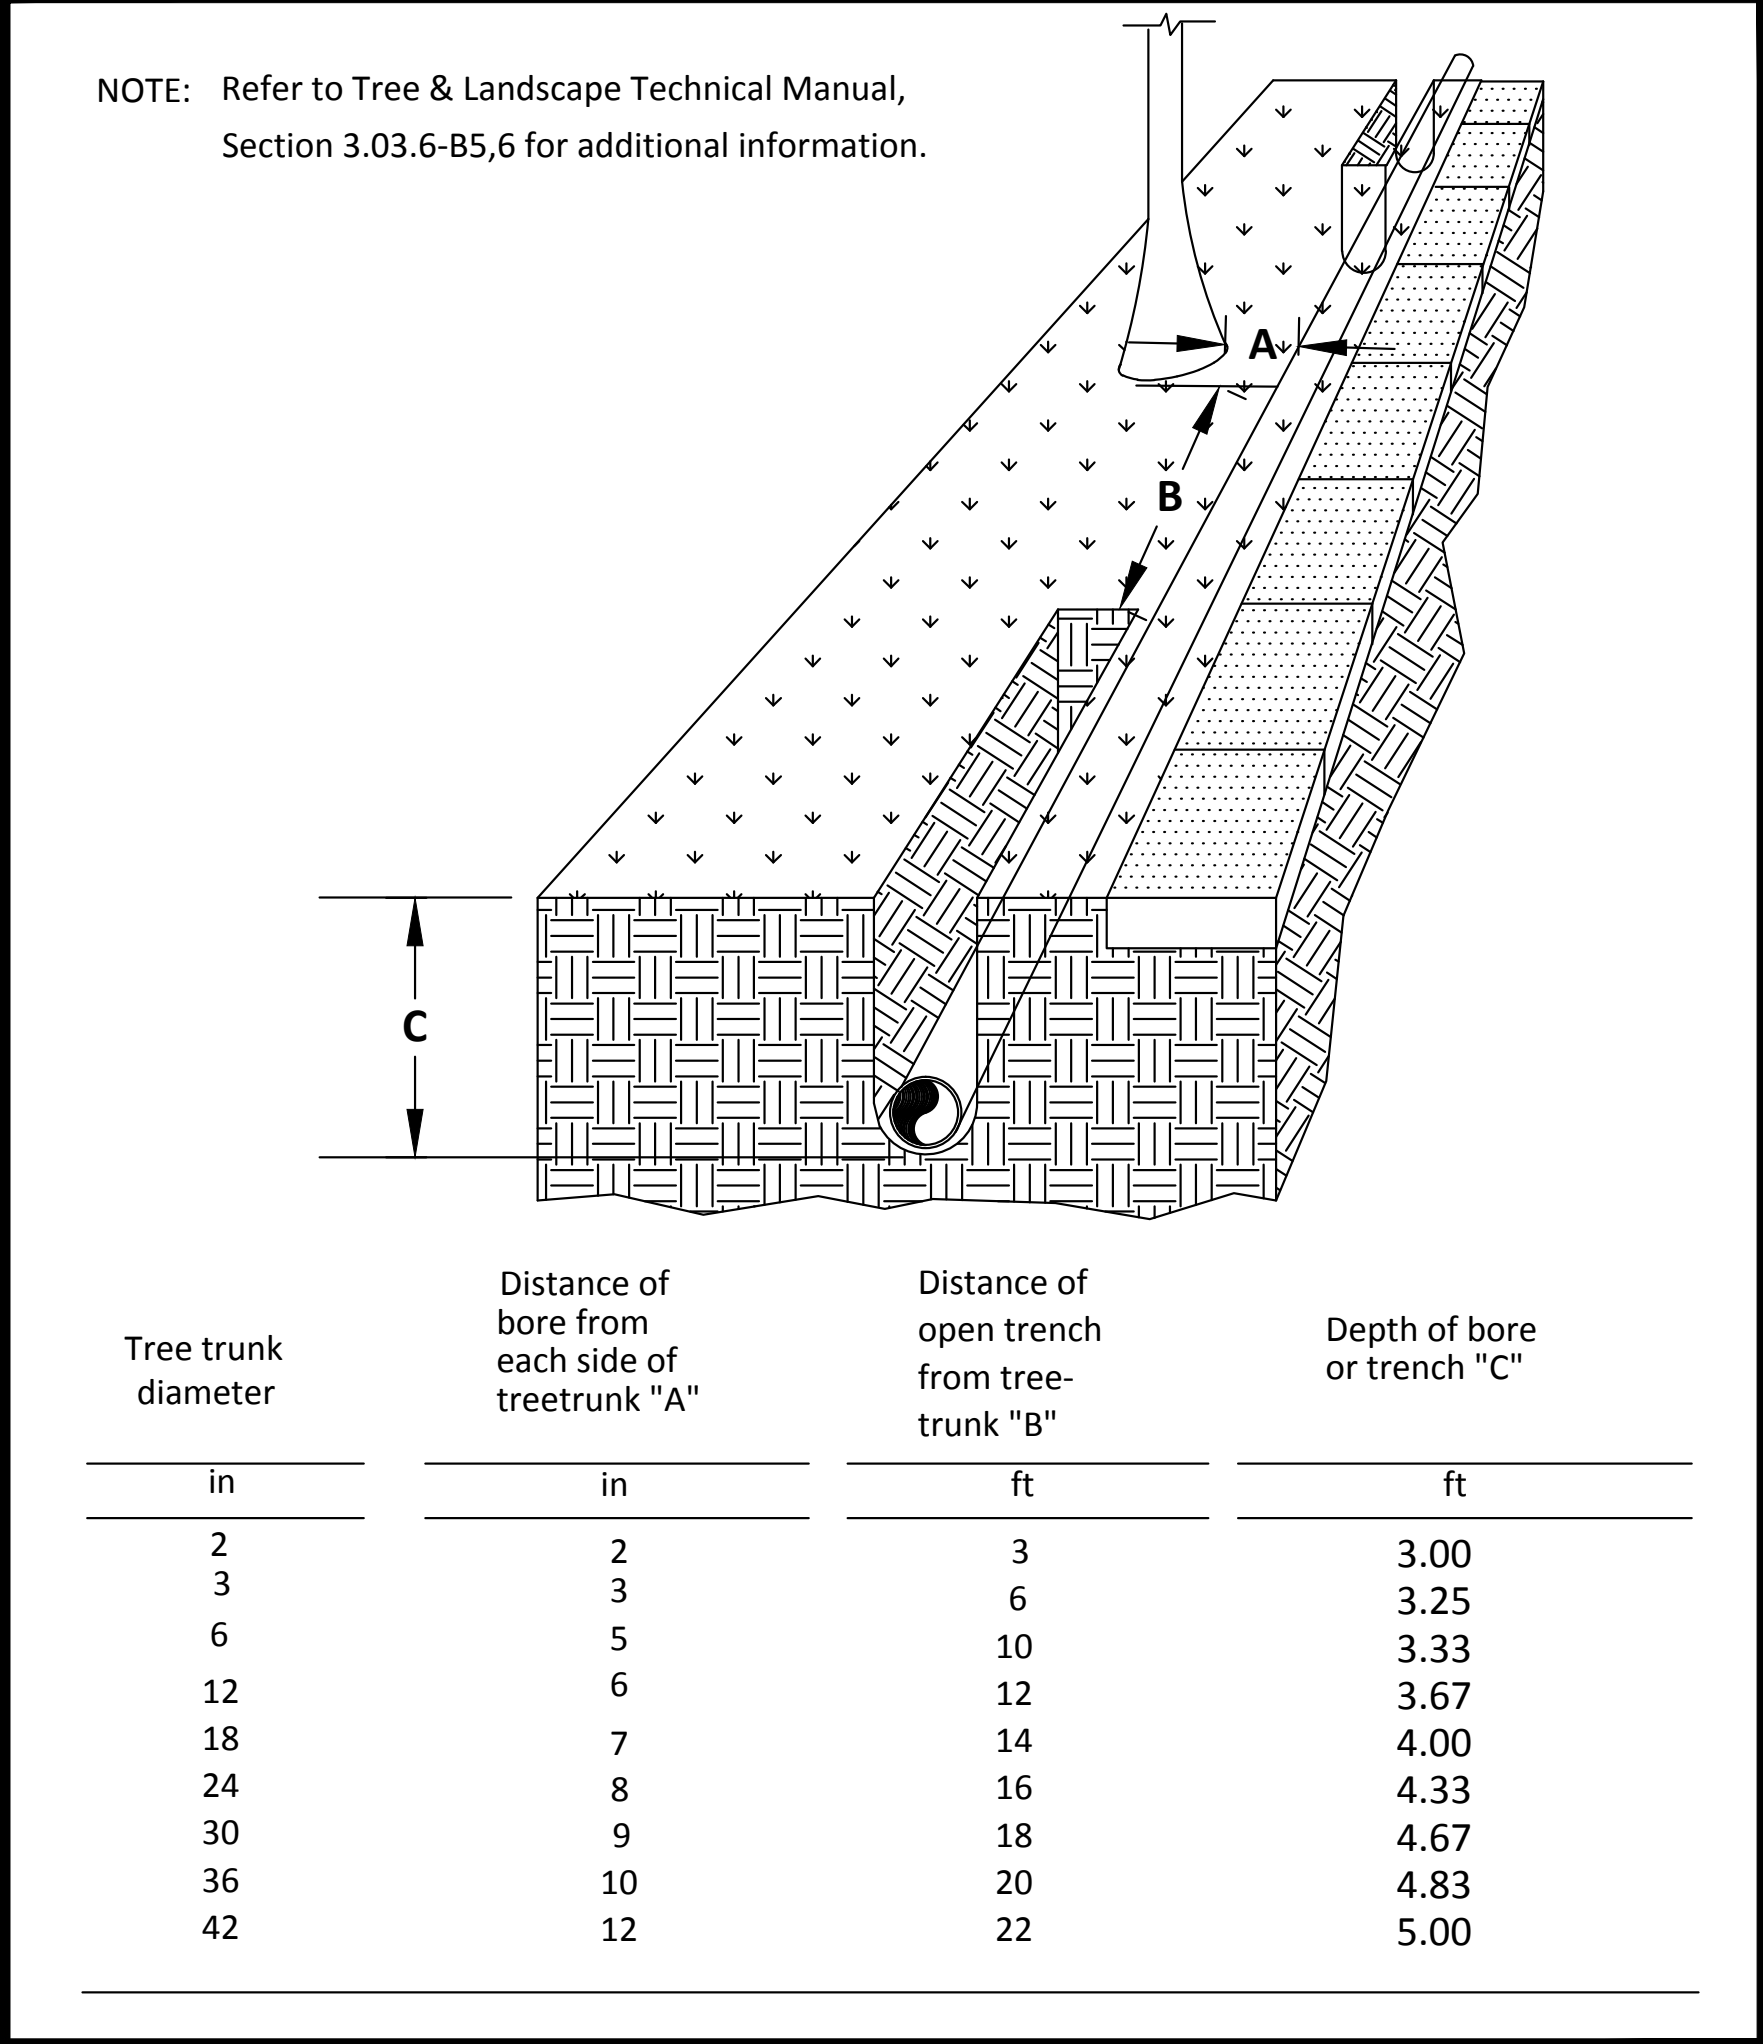 NOTE: Refer to Tree & Landscape Technical Manual,
Section 3.03.6-B5,6 for additional information.
A
B
C
Tree trunk
diameter
Distance of
bore from
each side of
treetrunk "A"
Distance of
open trench
from tree-
trunk "B"
Depth of bore
or trench "C"
in in ft ft
2 2 3 3.00
3 3 6 3.25
6 5 10 3.33
12 6 12 3.67
18 7 14 4.00
24 8 16 4.33
30 9 18 4.67
36 10 20 4.83
42 12 22 5.00